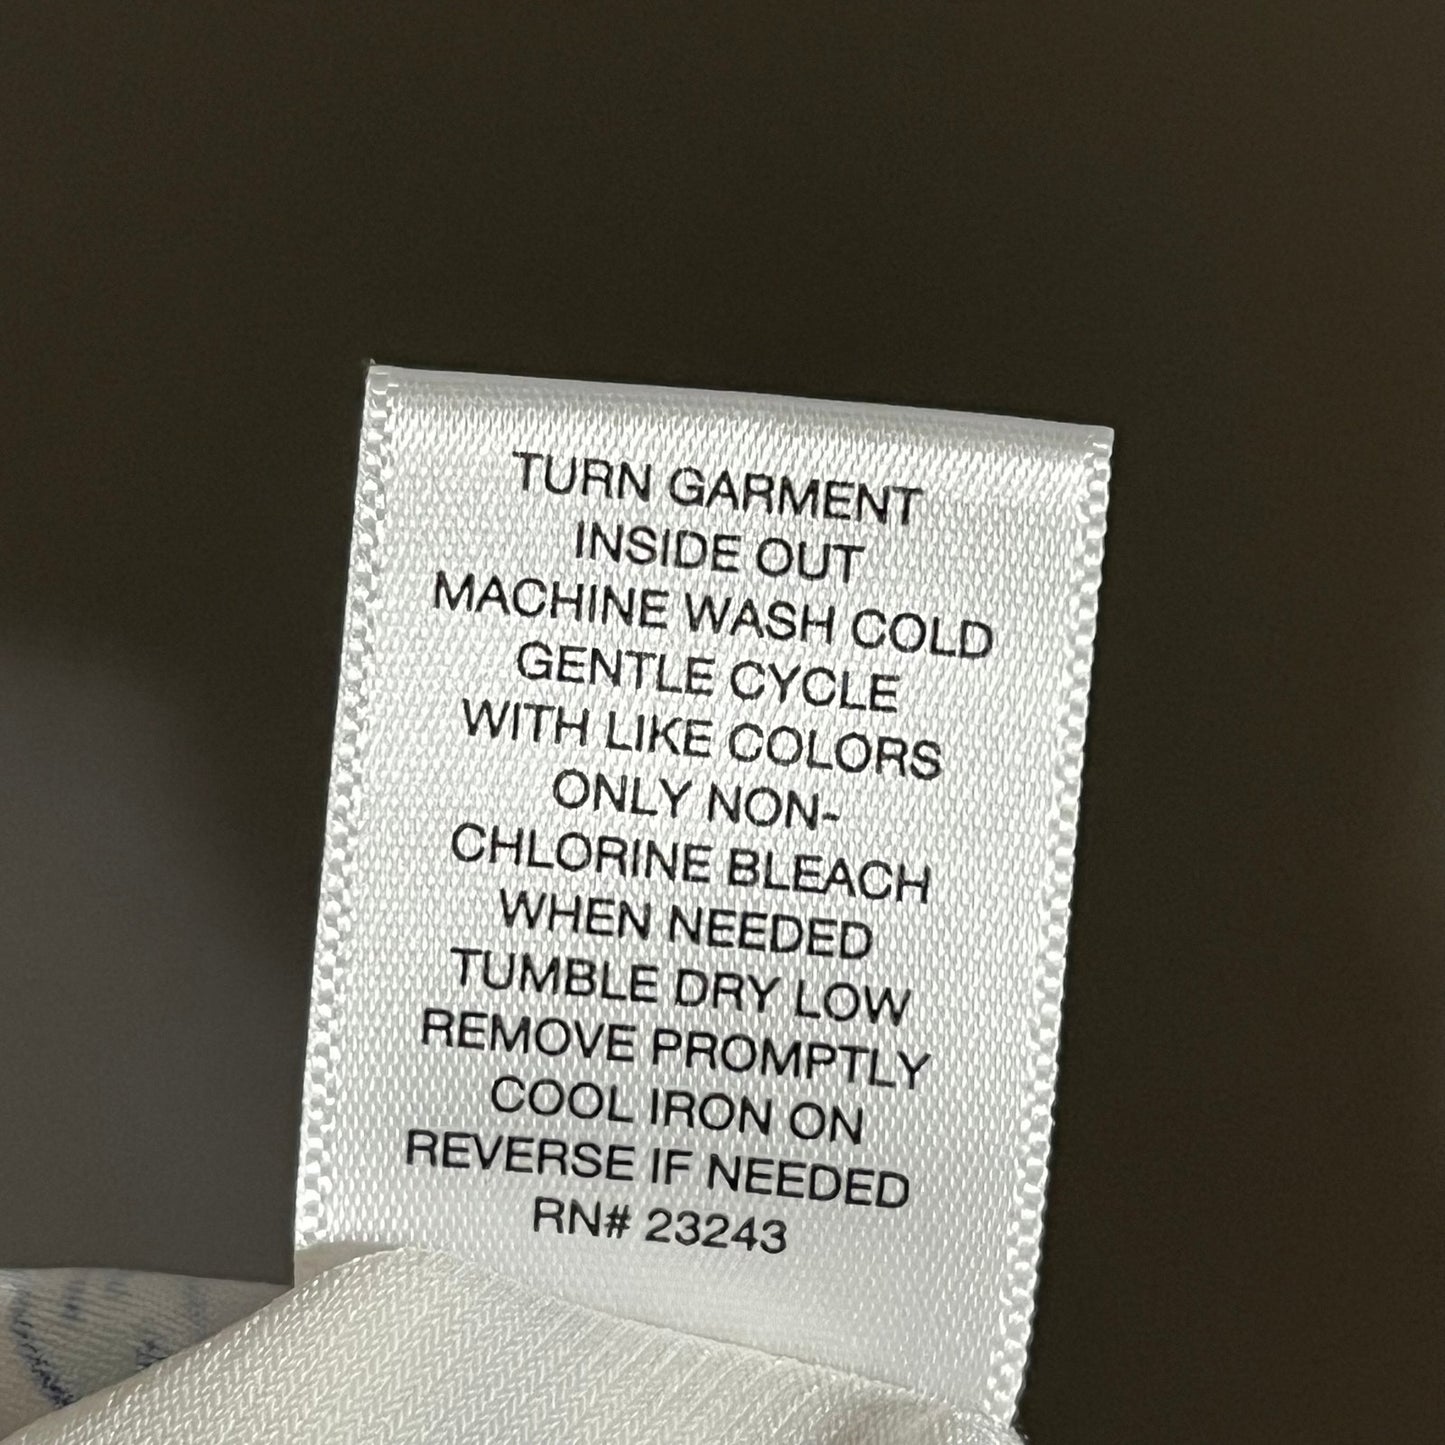 TURN GARMENT
INSIDE OUT
MACHINE WASH COLD
GENTLE CYCLE
WITH LIKE COLORS
ONLY NON-
CHLORINE BLEACH
WHEN NEEDED
TUMBLE DRY LOW
REMOVE PROMPTLY
COOL IRON ON
REVERSE IF NEEDED
RN# 23243